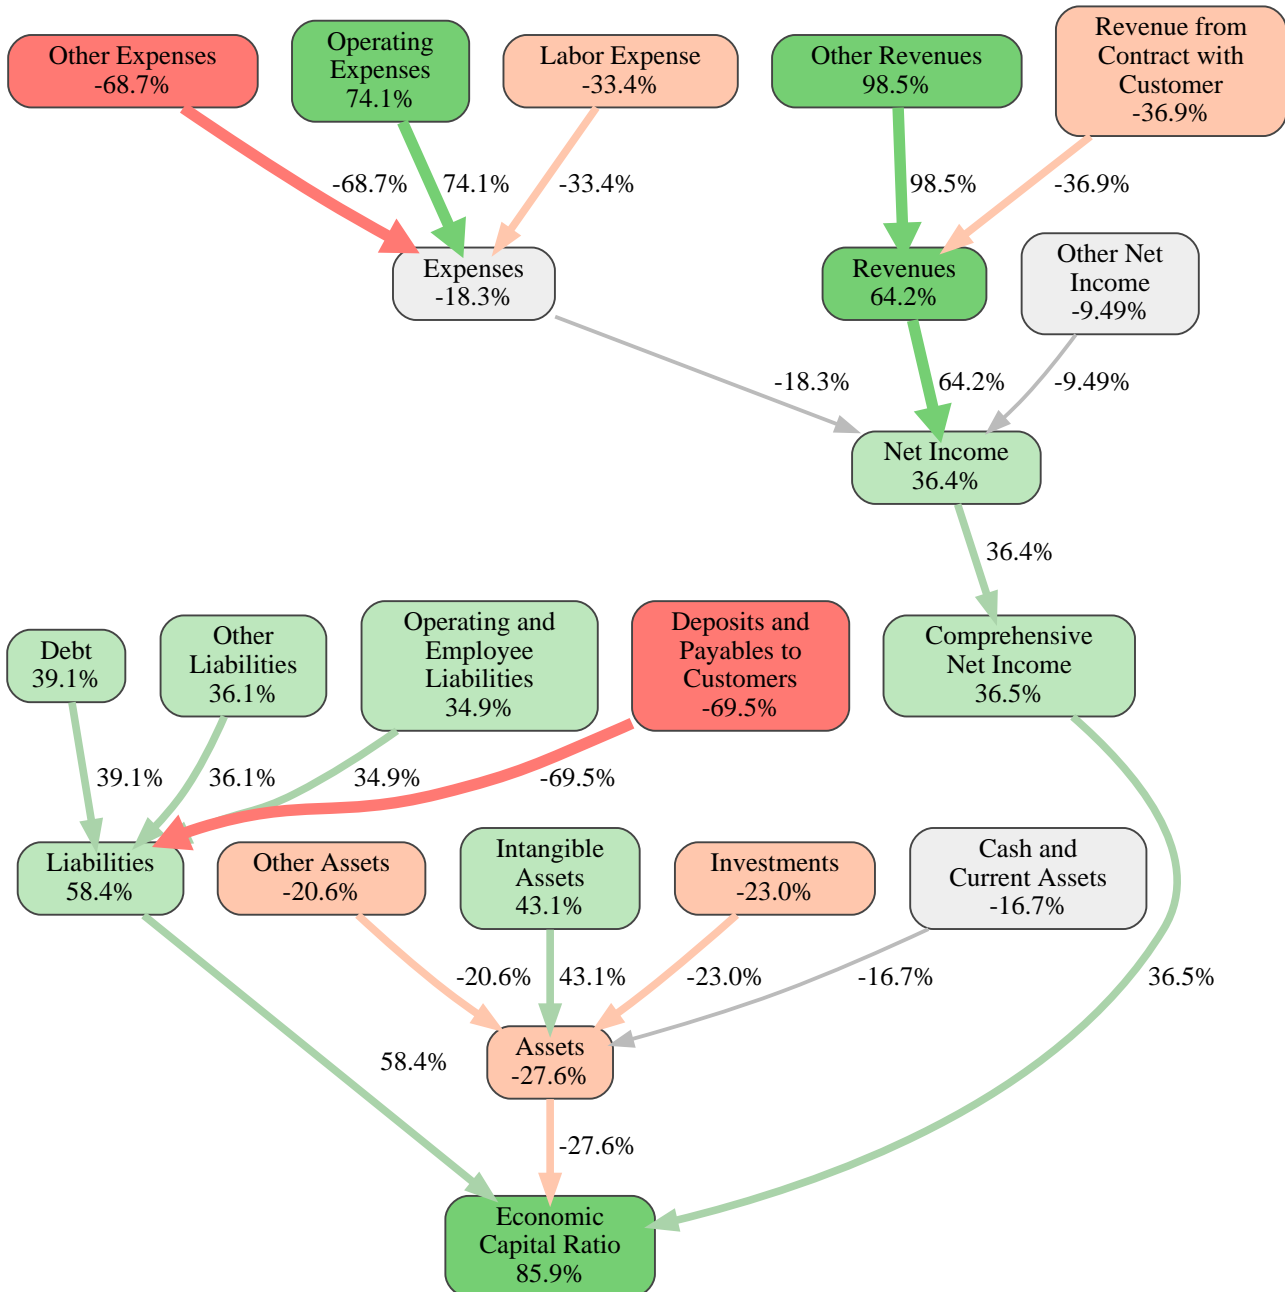 Other Expenses
-68.7%
Operating
Expenses
74.1%
Labor Expense
-33.4%
Other Revenues
98.5%
Revenue from
Contract with
Customer
-36.9%
-68.7%
74.1%
-33.4%
98.5%
-36.9%
Expenses
-18.3%
Revenues
64.2%
Other Net
Income
-9.49%
-18.3%
64.2%
-9.49%
Net Income
36.4%
36.4%
Debt
39.1%
Other
Liabilities
36.1%
Operating and
Employee
Liabilities
34.9%
Deposits and
Payables to
Customers
-69.5%
Comprehensive
Net Income
36.5%
39.1%
36.1%
34.9%
-69.5%
Liabilities
58.4%
Other Assets
-20.6%
Intangible
Assets
43.1%
Investments
-23.0%
Cash and
Current Assets
-16.7%
-20.6%
43.1%
-23.0%
-16.7%
36.5%
Assets
-27.6%
58.4%
-27.6%
Economic
Capital Ratio
85.9%